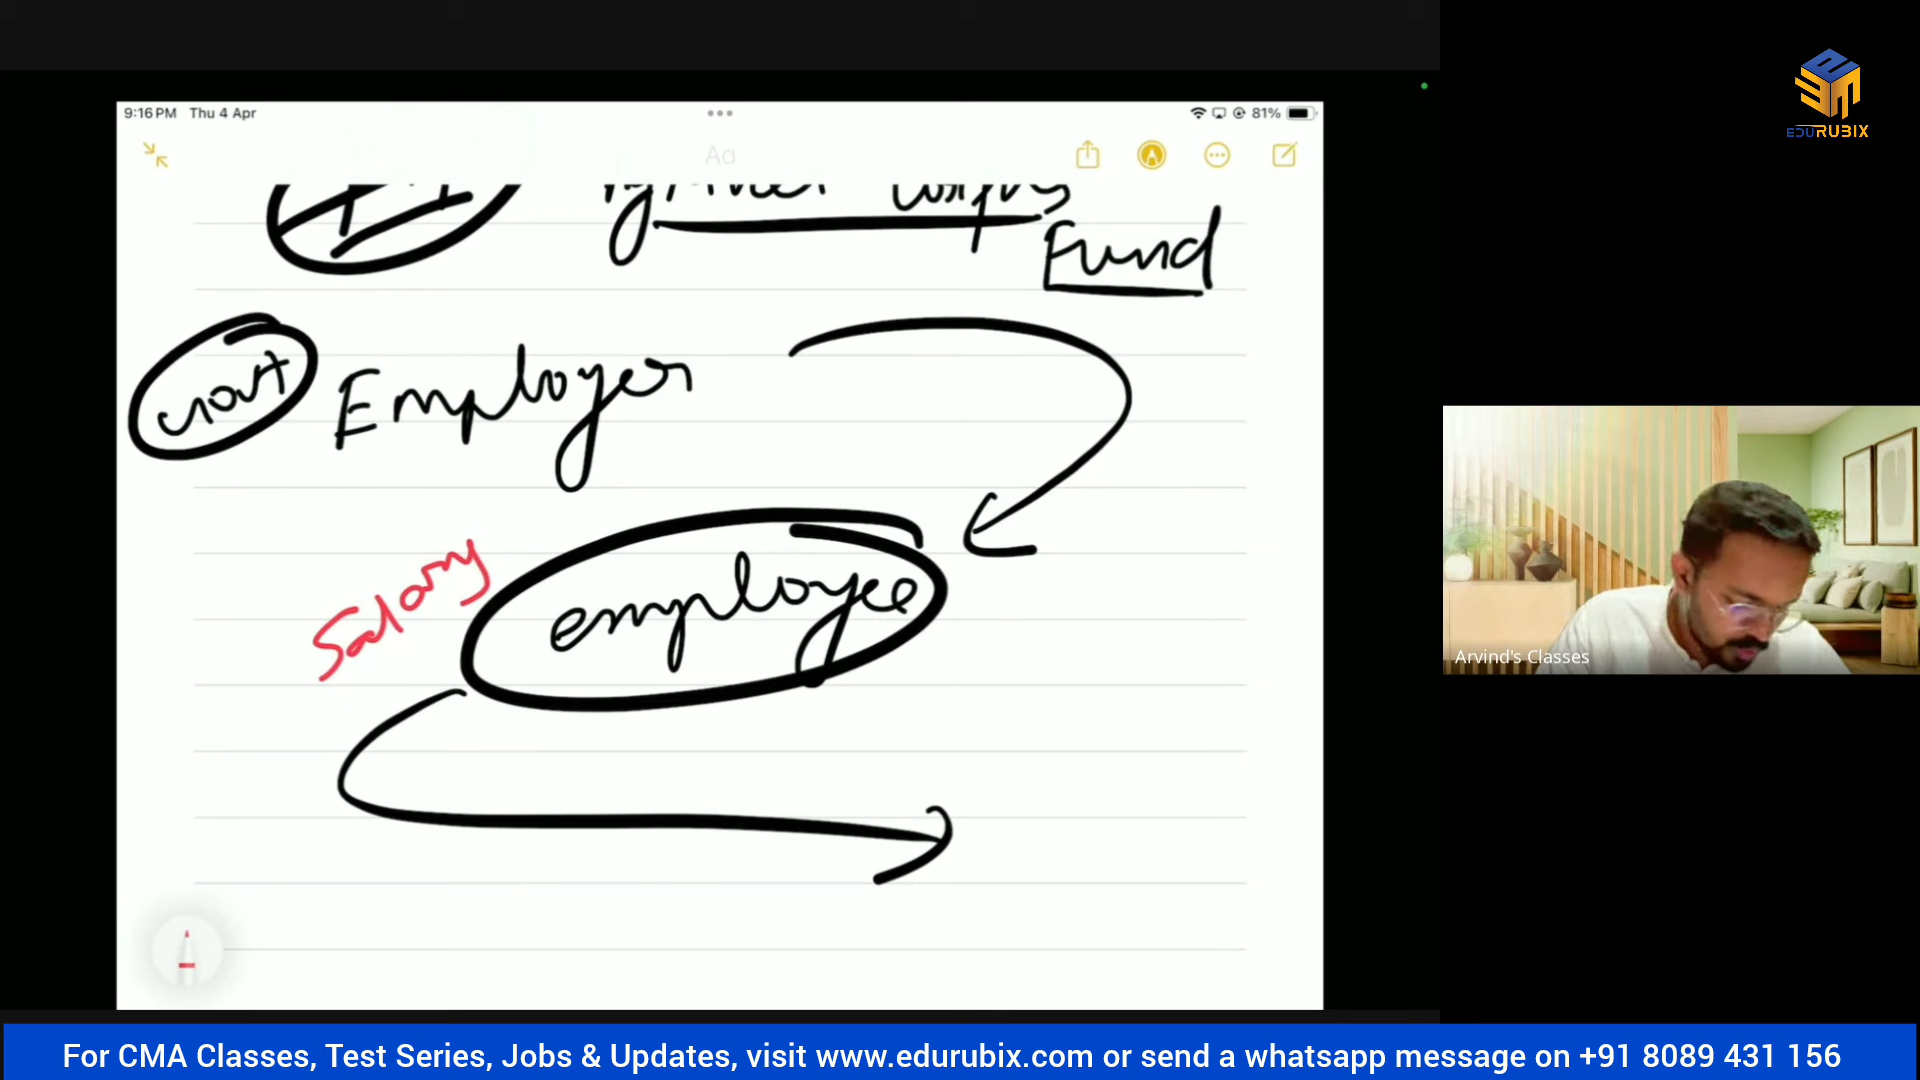 9:16 PM Thu 4 Apr
81%
Aa
Fund
Govt Employer
Salary
employee
EDURUBIX
Arvind's Classes
For CMA Classes, Test Series, Jobs & Updates, visit www.edurubix.com or send a whatsapp message on +91 8089 431 156